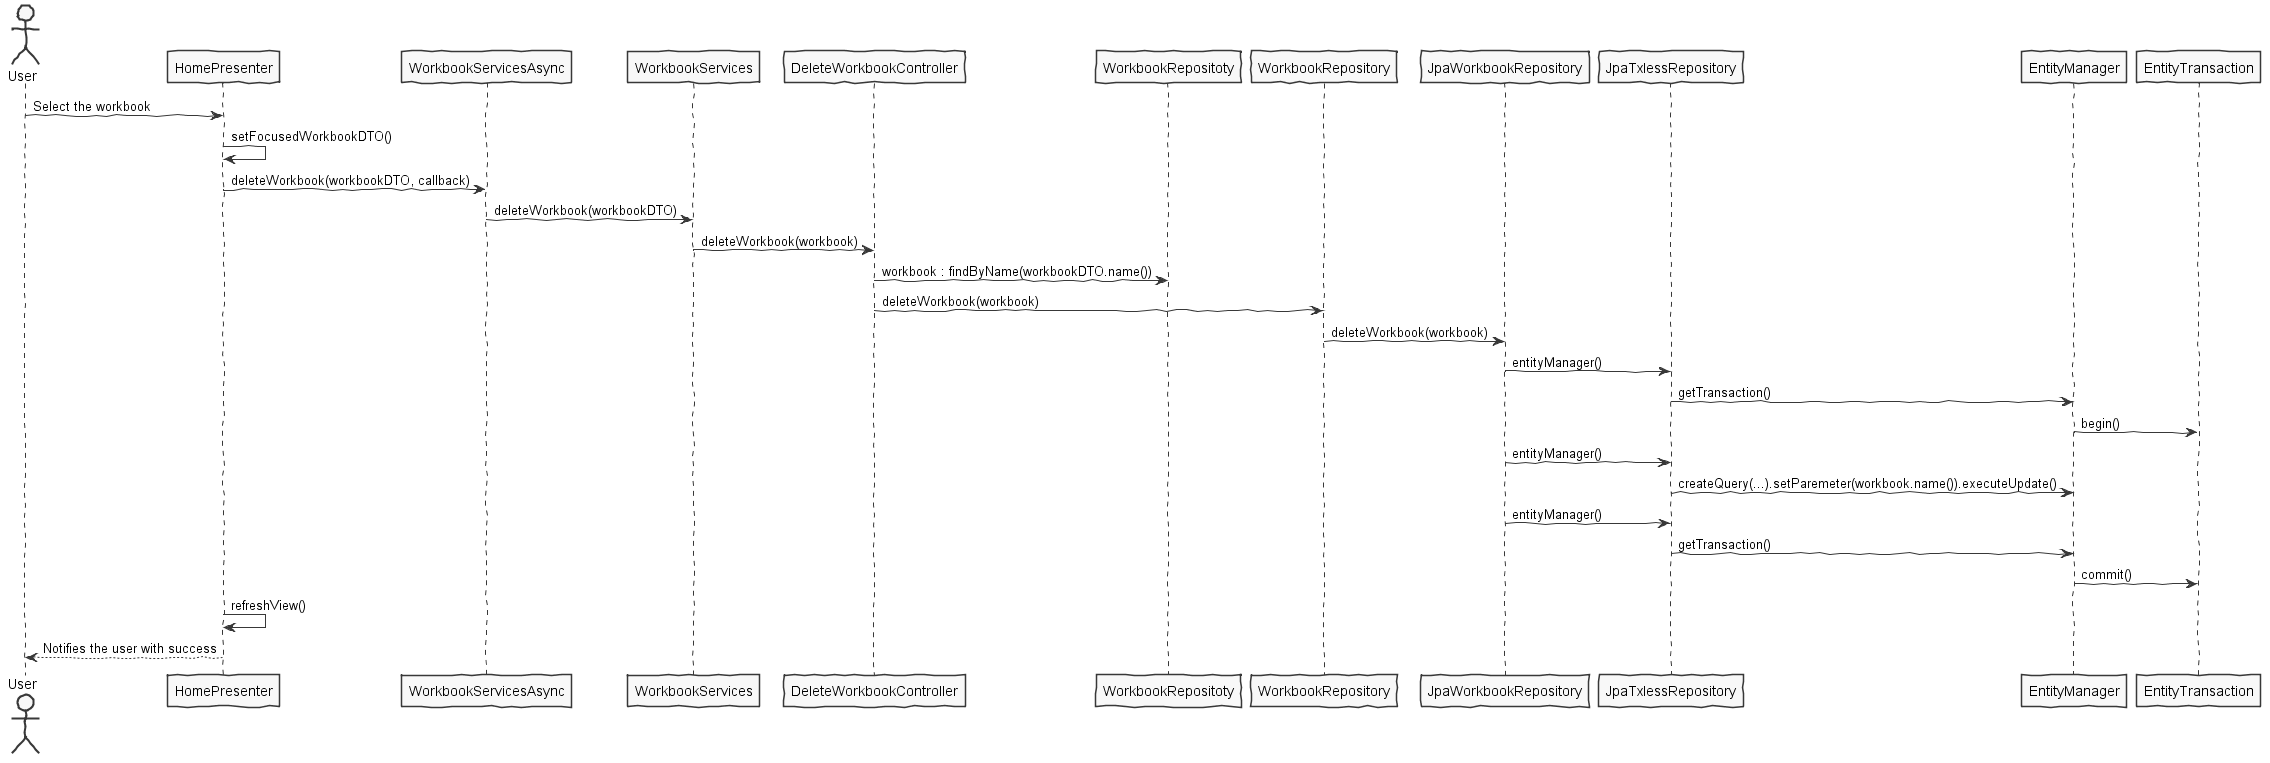 User
HomePresenter
WorkbookServicesAsync
WorkbookServices
DeleteWorkbookController
WorkbookRepositoty
WorkbookRepository
JpaWorkbookRepository
JpaTxlessRepository
EntityManager
EntityTransaction
Select the workbook
setFocusedWorkbookDTO()
deleteWorkbook(workbookDTO, callback)
deleteWorkbook(workbookDTO)
deleteWorkbook(workbook)
workbook : findByName(workbookDTO.name())
deleteWorkbook(workbook)
deleteWorkbook(workbook)
entityManager()
getTransaction()
begin()
entityManager()
createQuery(...).setParemeter(workbook.name()).executeUpdate()
entityManager()
getTransaction()
commit()
refreshView()
Notifies the user with success
User
HomePresenter
WorkbookServicesAsync
WorkbookServices
DeleteWorkbookController
WorkbookRepositoty
WorkbookRepository
JpaWorkbookRepository
JpaTxlessRepository
EntityManager
EntityTransaction